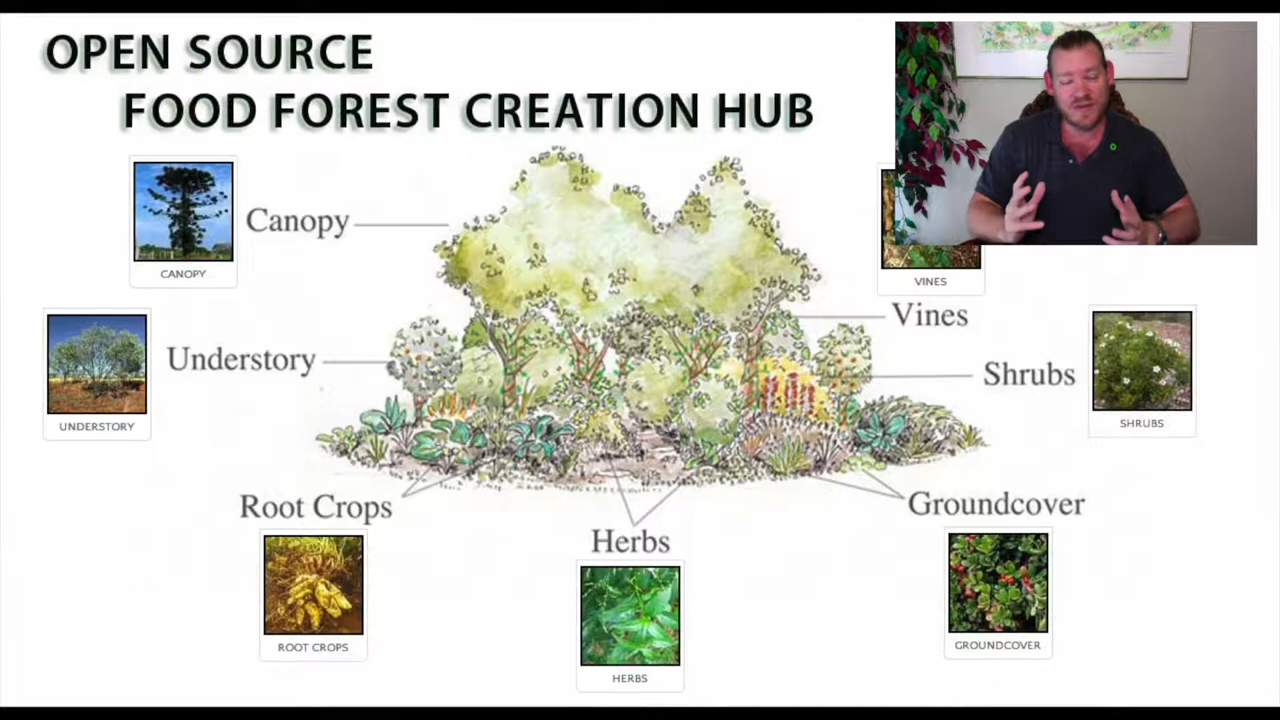 OPEN SOURCE
FOOD FOREST CREATION HUB
CANOPY
Canopy
VINES
Vines
UNDERSTORY
Understory
Shrubs
SHRUBS
Root Crops
ROOT CROPS
Herbs
HERBS
Groundcover
GROUNDCOVER